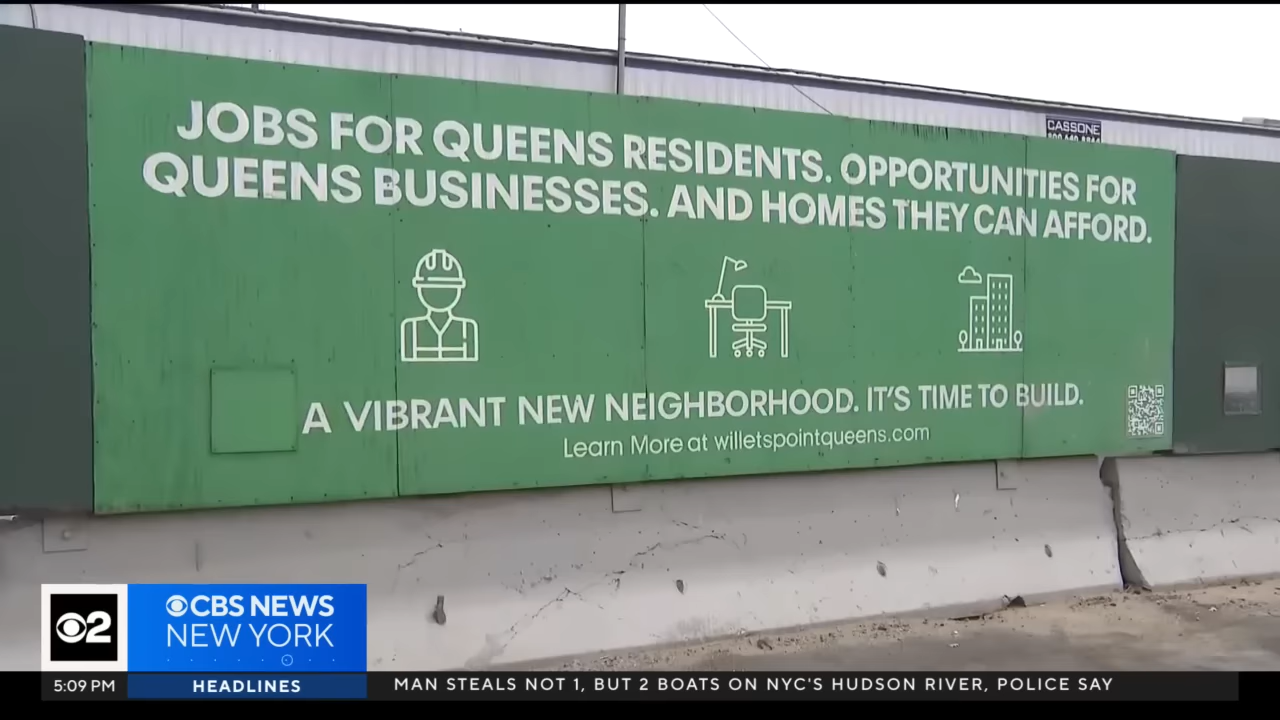 CASSONE
JOBS FOR QUEENS RESIDENTS. OPPORTUNITIES FOR
QUEENS BUSINESSES. AND HOMES THEY CAN AFFORD.
A VIBRANT NEW NEIGHBORHOOD. IT'S TIME TO BUILD.
Learn More at willetspointqueens.com
2
CBS NEWS
NEW YORK
5:09 PM
HEADLINES
MAN STEALS NOT 1, BUT 2 BOATS ON NYC'S HUDSON RIVER, POLICE SAY